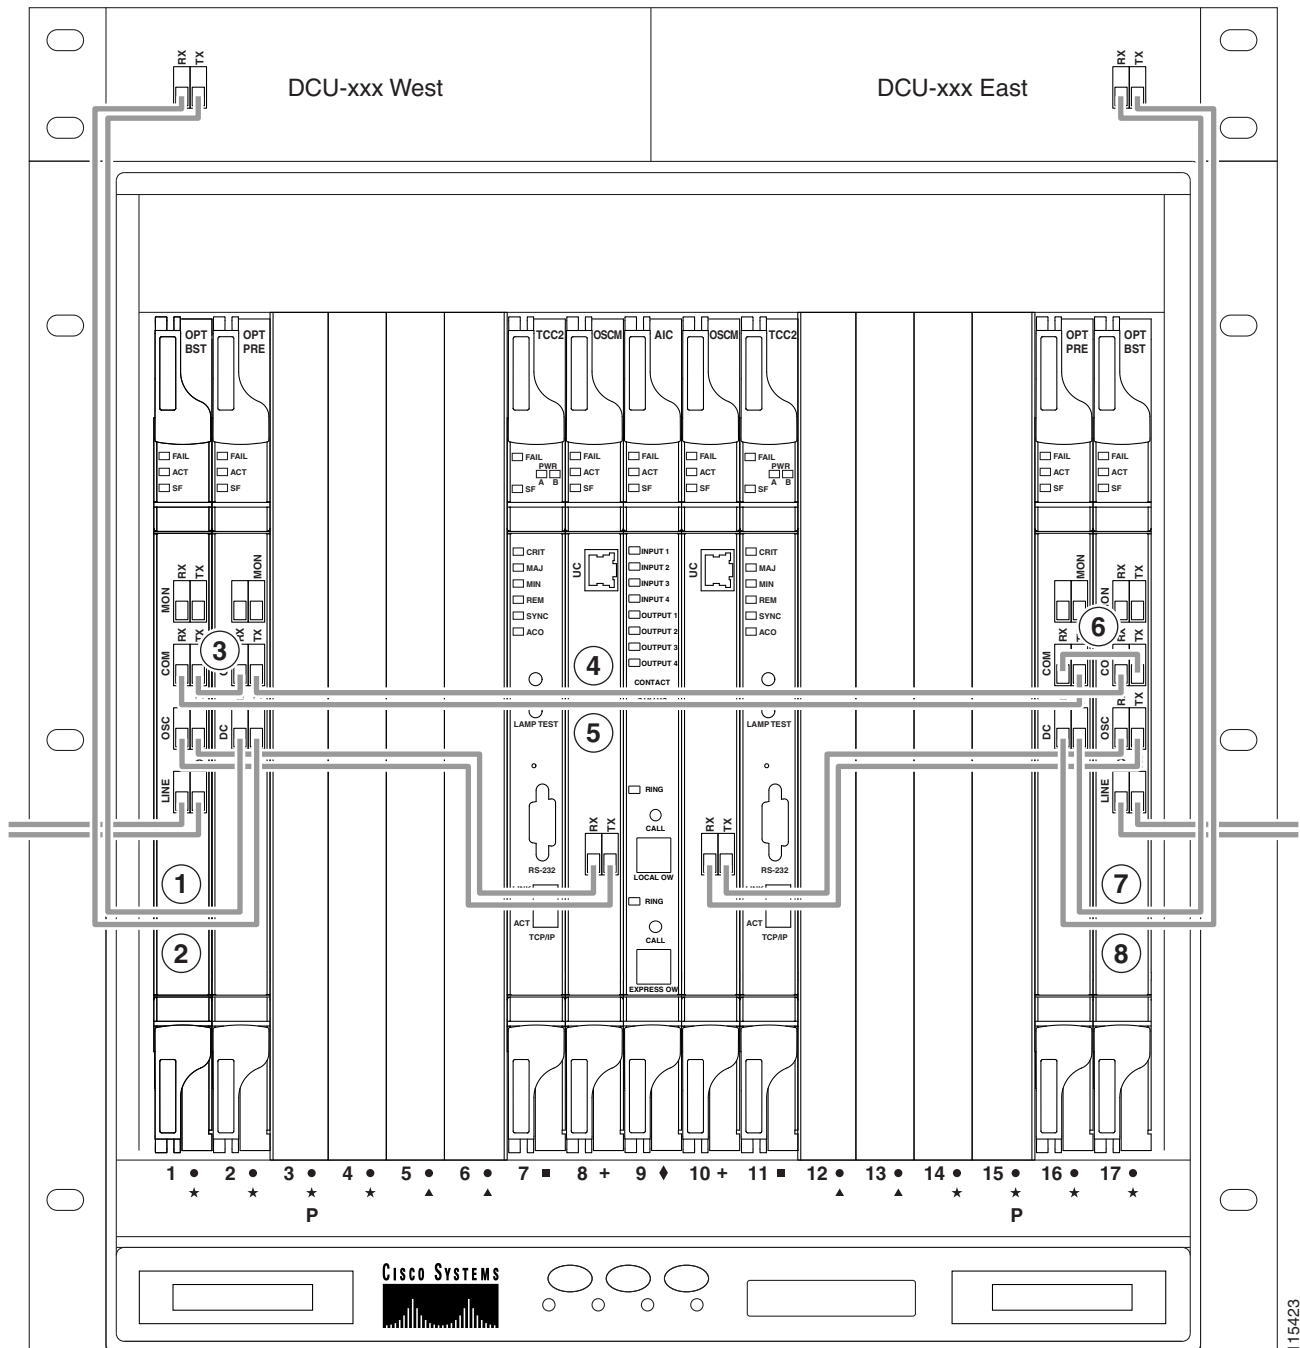 RX TX
DCU-xxx West
DCU-xxx East
RX TX
OPT BST
OPT PRE
TCC2
OSCM
AIC
OSCM
TCC2
OPT PRE
OPT BST
FAIL
ACT
SF
FAIL
ACT
SF
FAIL
PWR
A B
SF
FAIL
ACT
SF
FAIL
ACT
SF
FAIL
ACT
SF
FAIL
PWR
A B
SF
FAIL
ACT
SF
FAIL
ACT
SF
MON
RX TX
MON
CRIT
MAJ
MIN
REM
SYNC
ACO
UC
INPUT 1
INPUT 2
INPUT 3
INPUT 4
OUTPUT 1
OUTPUT 2
OUTPUT 3
OUTPUT 4
CONTACT
UC
CRIT
MAJ
MIN
REM
SYNC
ACO
MON
RX TX
COM
RX
3
TX
4
6
COM
RX
TX
OSC
DC
LAMP TEST
5
LAMP TEST
DC
OSC
TX
LINE
RING
CALL
LINE
RX TX
RX TX
RS-232
LOCAL OW
RS-232
1
7
RING
ACT
TCP/IP
CALL
ACT
TCP/IP
2
8
EXPRESS OW
1 2 3 4 5 6 7 8 + 9 10 + 11 12 13 14 15 16 17
P
P
CISCO SYSTEMS
115423